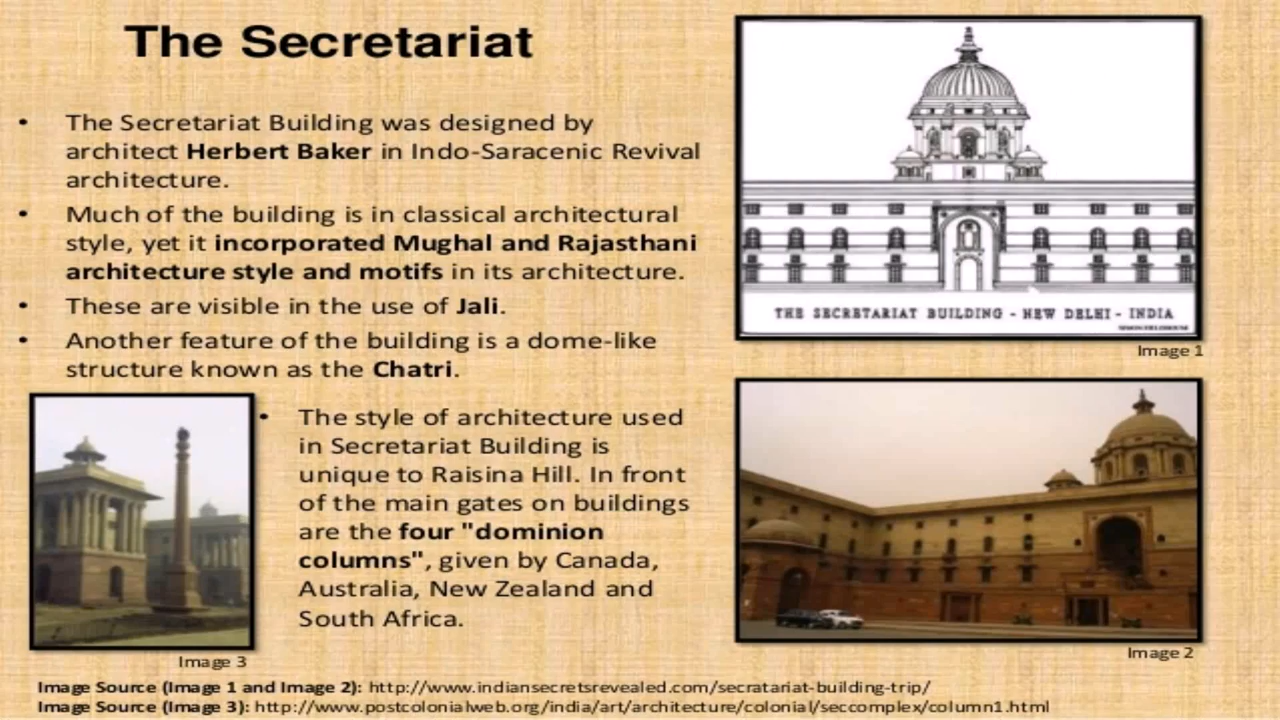 The Secretariat
• The Secretariat Building was designed by
architect Herbert Baker in Indo-Saracenic Revival
architecture.
• Much of the building is in classical architectural
style, yet it incorporated Mughal and Rajasthani
architecture style and motifs in its architecture.
• These are visible in the use of Jali.
• Another feature of the building is a dome-like
structure known as the Chatri.
• The style of architecture used
in Secretariat Building is
unique to Raisina Hill. In front
of the main gates on buildings
are the four "dominion
columns", given by Canada,
Australia, New Zealand and
South Africa.
THE SECRETARIAT BUILDING - NEW DELHI - INDIA
Image 1
Image 2
Image 3
Image Source (Image 1 and Image 2): http://www.indiansecretsrevealed.com/secratariat-building-trip/
Image Source (Image 3): http://www.postcolonialweb.org/india/art/architecture/colonial/seccomplex/column1.html